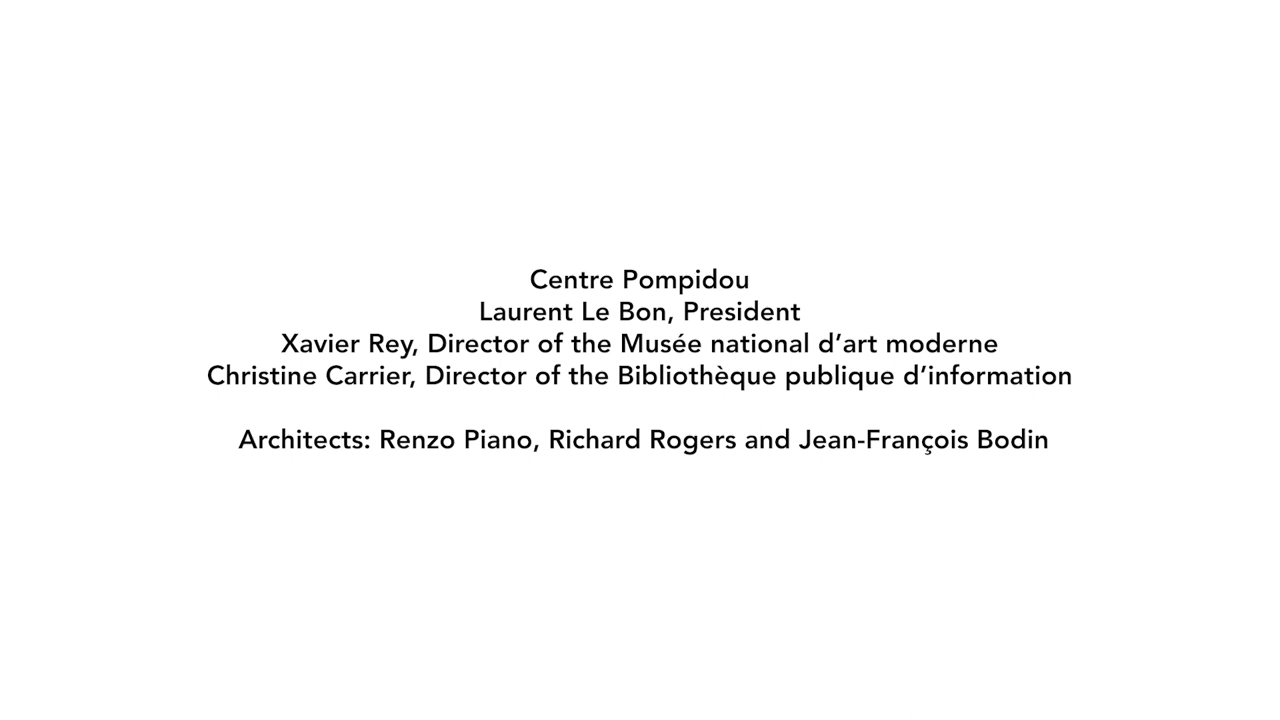 Centre Pompidou
Laurent Le Bon, President
Xavier Rey, Director of the Musée national d’art moderne
Christine Carrier, Director of the Bibliothèque publique d’information
Architects: Renzo Piano, Richard Rogers and Jean-François Bodin